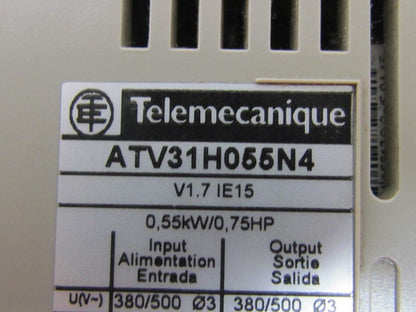 Telemecanique
ATV31H055N4
V1.7 IE15
0,55kW/0,75HP
Input Output
Alimentation Sortie
Entrada Salida
U(V~) 380/500 Ø3 380/500 Ø3